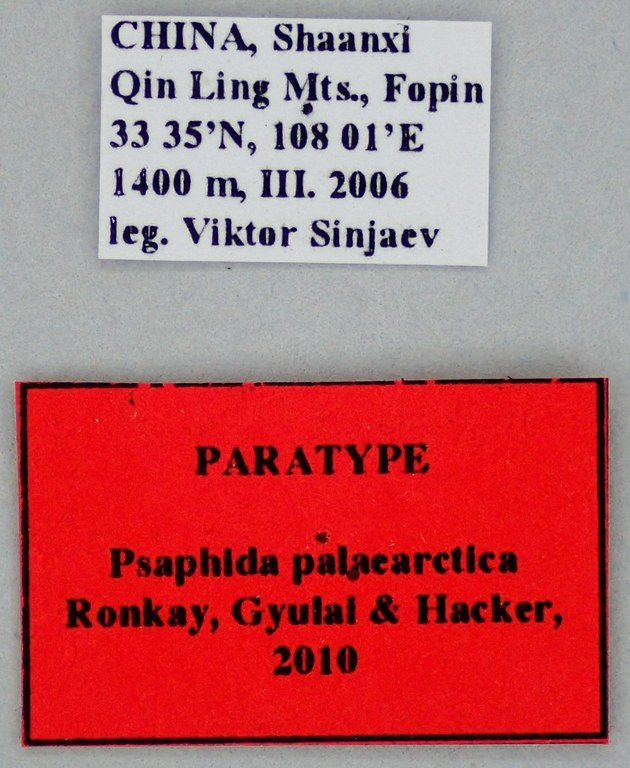 CHINA, Shaanxi
Qin Ling Mts., Fopin
33 35'N, 108 01'E
1400 m, III. 2006
leg. Viktor Sinjaev
PARATYPE
Psaphida palaearctica
Ronkay, Gyulai & Hacker,
2010